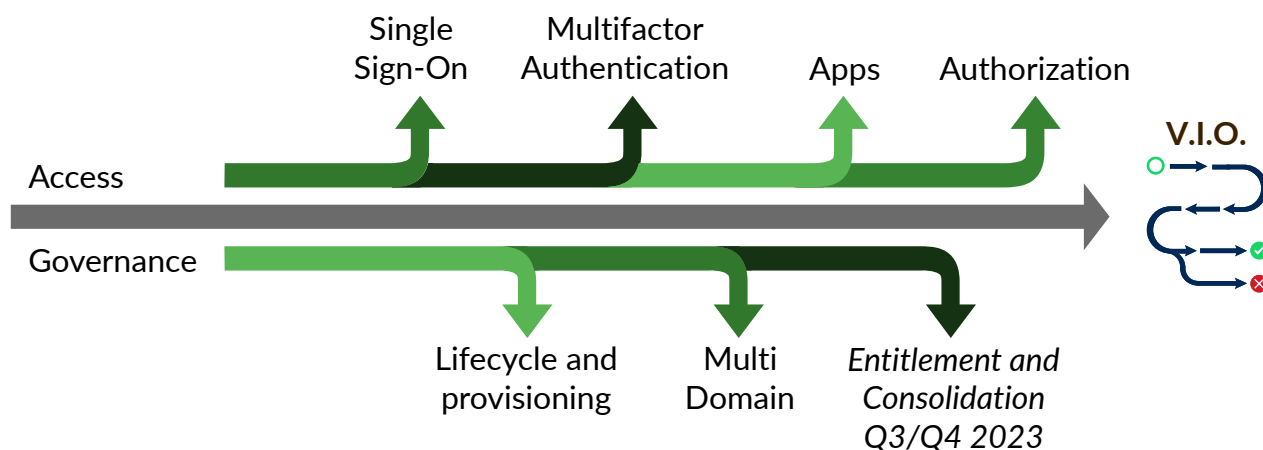 Single
Sign-On
Multifactor
Authentication
Apps
Authorization
V.I.O.
Access
Governance
Lifecycle and
provisioning
Multi
Domain
Entitlement and
Consolidation
Q3/Q4 2023